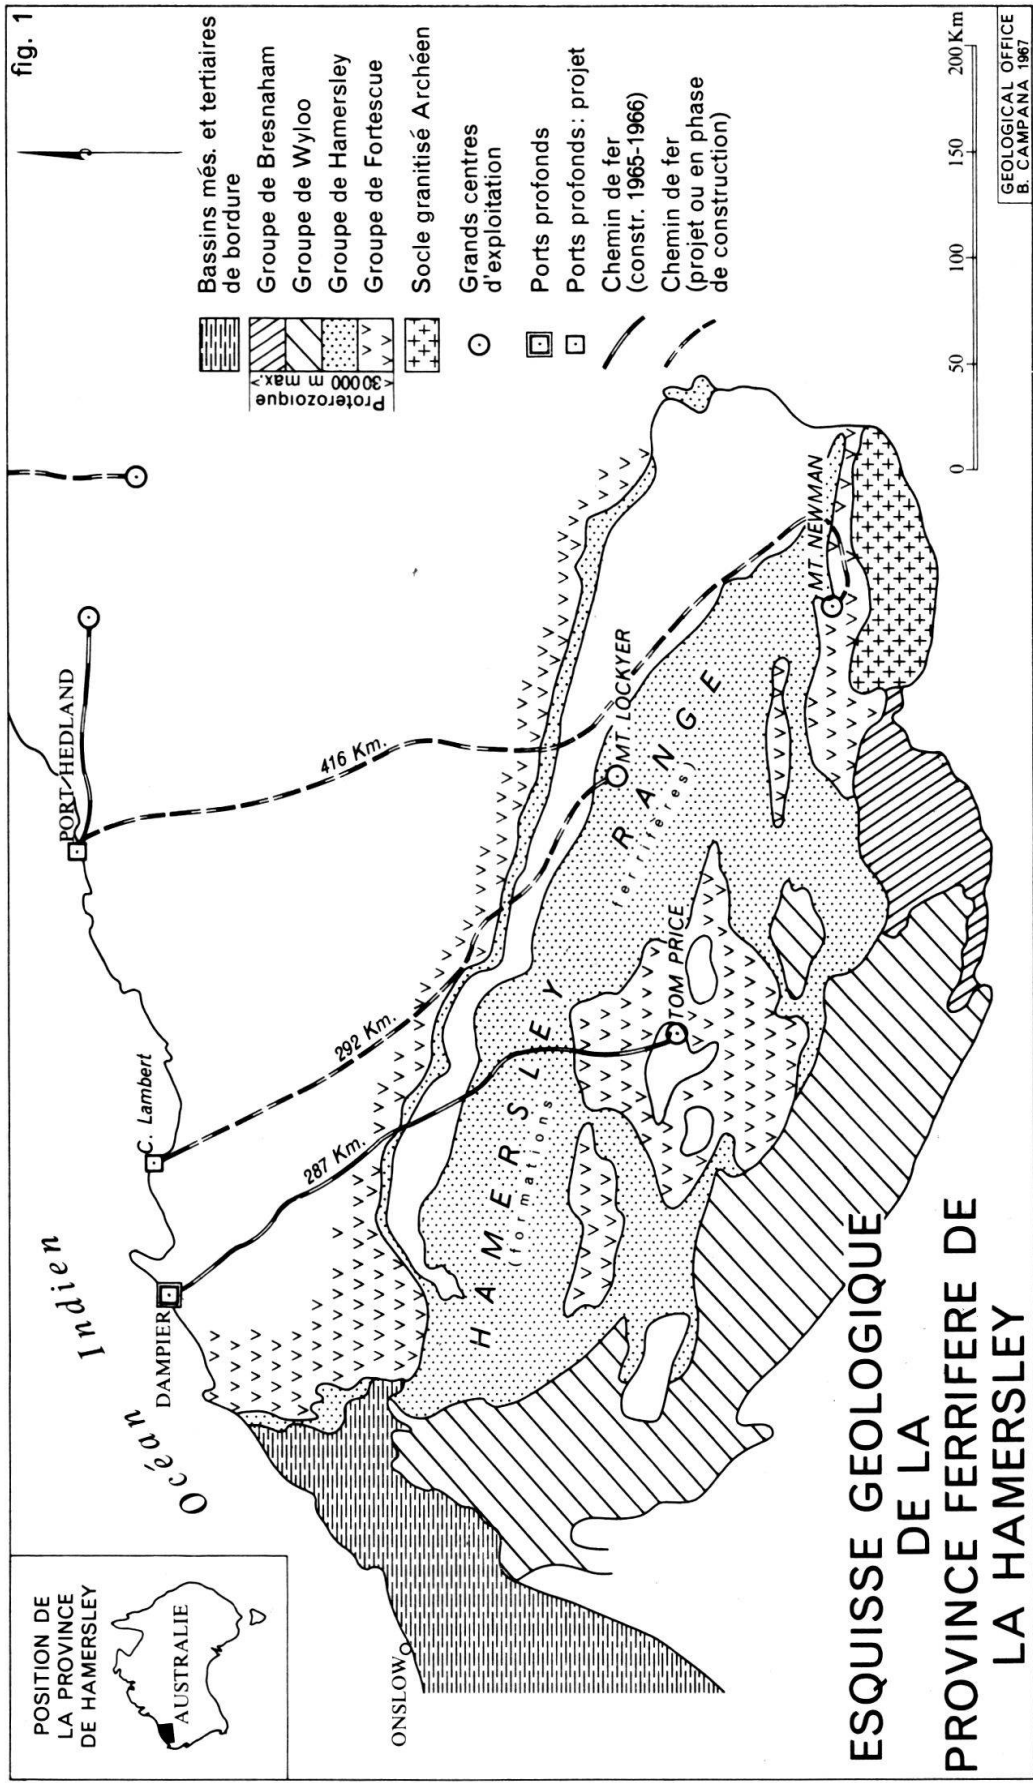 fig. 1
POSITION DE
LA PROVINCE
DE HAMERSLEY
AUSTRALIE
Océan Indien
ONSLOW
DAMPIER
C. Lambert
PORT-HEDLAND
287 Km.
292 Km.
416 Km.
HAMERSLEY RANGE
(formations ferrifères)
TOM PRICE
MT LOCKYER
MT NEWMAN
Bassins més. et tertiaires
de bordure
Proterozoique
< 30 000 m max. >
Groupe de Bresnaham
Groupe de Wyloo
Groupe de Hamersley
Groupe de Fortescue
Socle granitisé Archéen
Grands centres
d'exploitation
Ports profonds
Ports profonds: projet
Chemin de fer
(constr. 1965-1966)
Chemin de fer
(projet ou en phase
de construction)
0 50 100 150 200 Km
ESQUISSE GEOLOGIQUE
DE LA
PROVINCE FERRIFERE DE
LA HAMERSLEY
GEOLOGICAL OFFICE
B. CAMPANA 1967